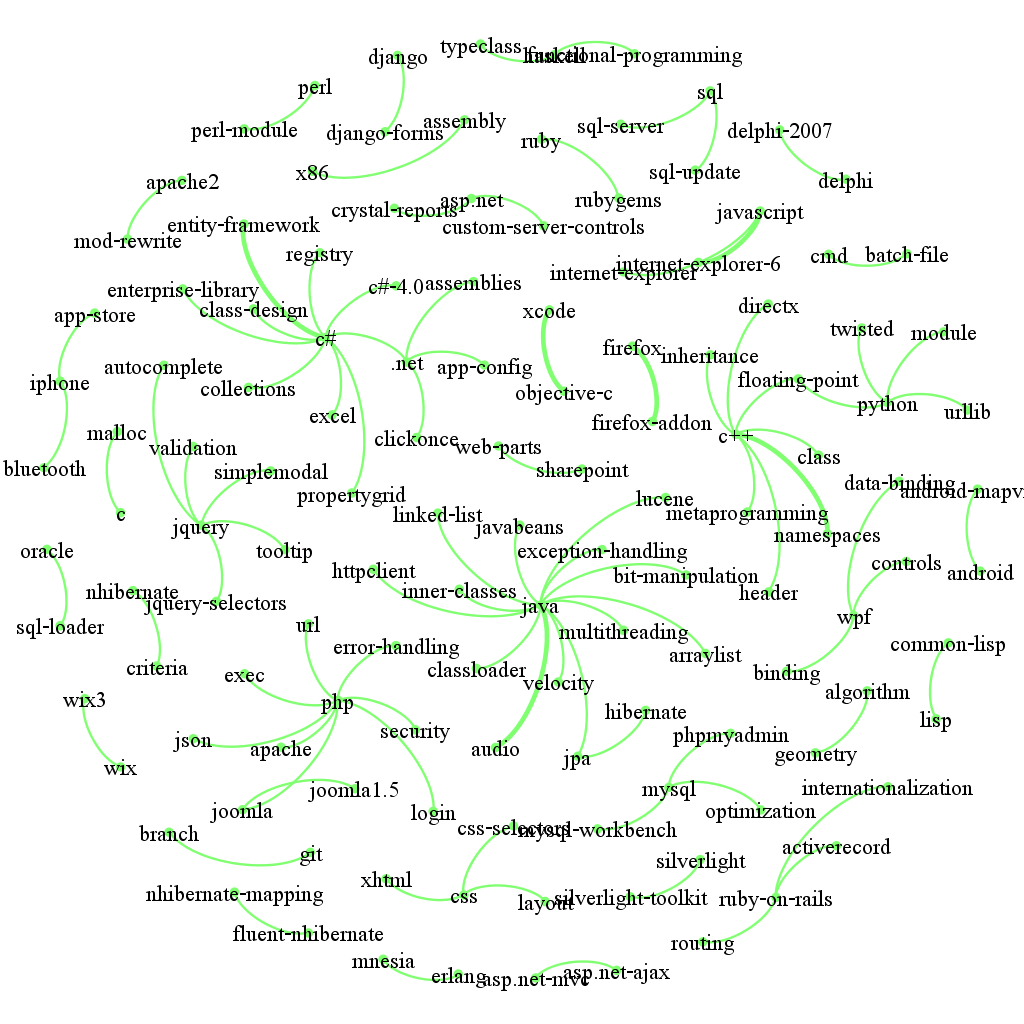 typeclass
haskell
functional-programming
django
perl
sql
perl-module
django-forms
assembly
ruby
sql-server
delphi-2007
x86
sql-update
delphi
apache2
crystal-reports
asp.net
rubygems
javascript
entity-framework
custom-server-controls
mod-rewrite
registry
internet-explorer
internet-explorer-6
cmd
batch-file
enterprise-library
c#-4.0
assemblies
class-design
app-store
xcode
directx
c#
twisted
module
firefox
inheritance
autocomplete
.net
app-config
iphone
collections
objective-c
floating-point
python
urllib
excel
firefox-addon
malloc
clickonce
web-parts
c++
validation
class
bluetooth
simplemodal
sharepoint
data-binding
propertygrid
lucene
android-mapvi
c
jquery
linked-list
javabeans
metaprogramming
namespaces
oracle
tooltip
exception-handling
controls
httpclient
bit-manipulation
android
nhibernate
inner-classes
header
jquery-selectors
java
sql-loader
url
multithreading
wpf
error-handling
common-lisp
criteria
exec
classloader
arraylist
binding
velocity
algorithm
wix3
php
hibernate
lisp
json
apache
security
audio
phpmyadmin
jpa
geometry
wix
joomla1.5
mysql
internationalization
joomla
login
optimization
branch
css-selectors
mysql-workbench
git
silverlight
activerecord
xhtml
nhibernate-mapping
css
layout
silverlight-toolkit
ruby-on-rails
fluent-nhibernate
routing
mnesia
erlang
asp.net-mvc
asp.net-ajax